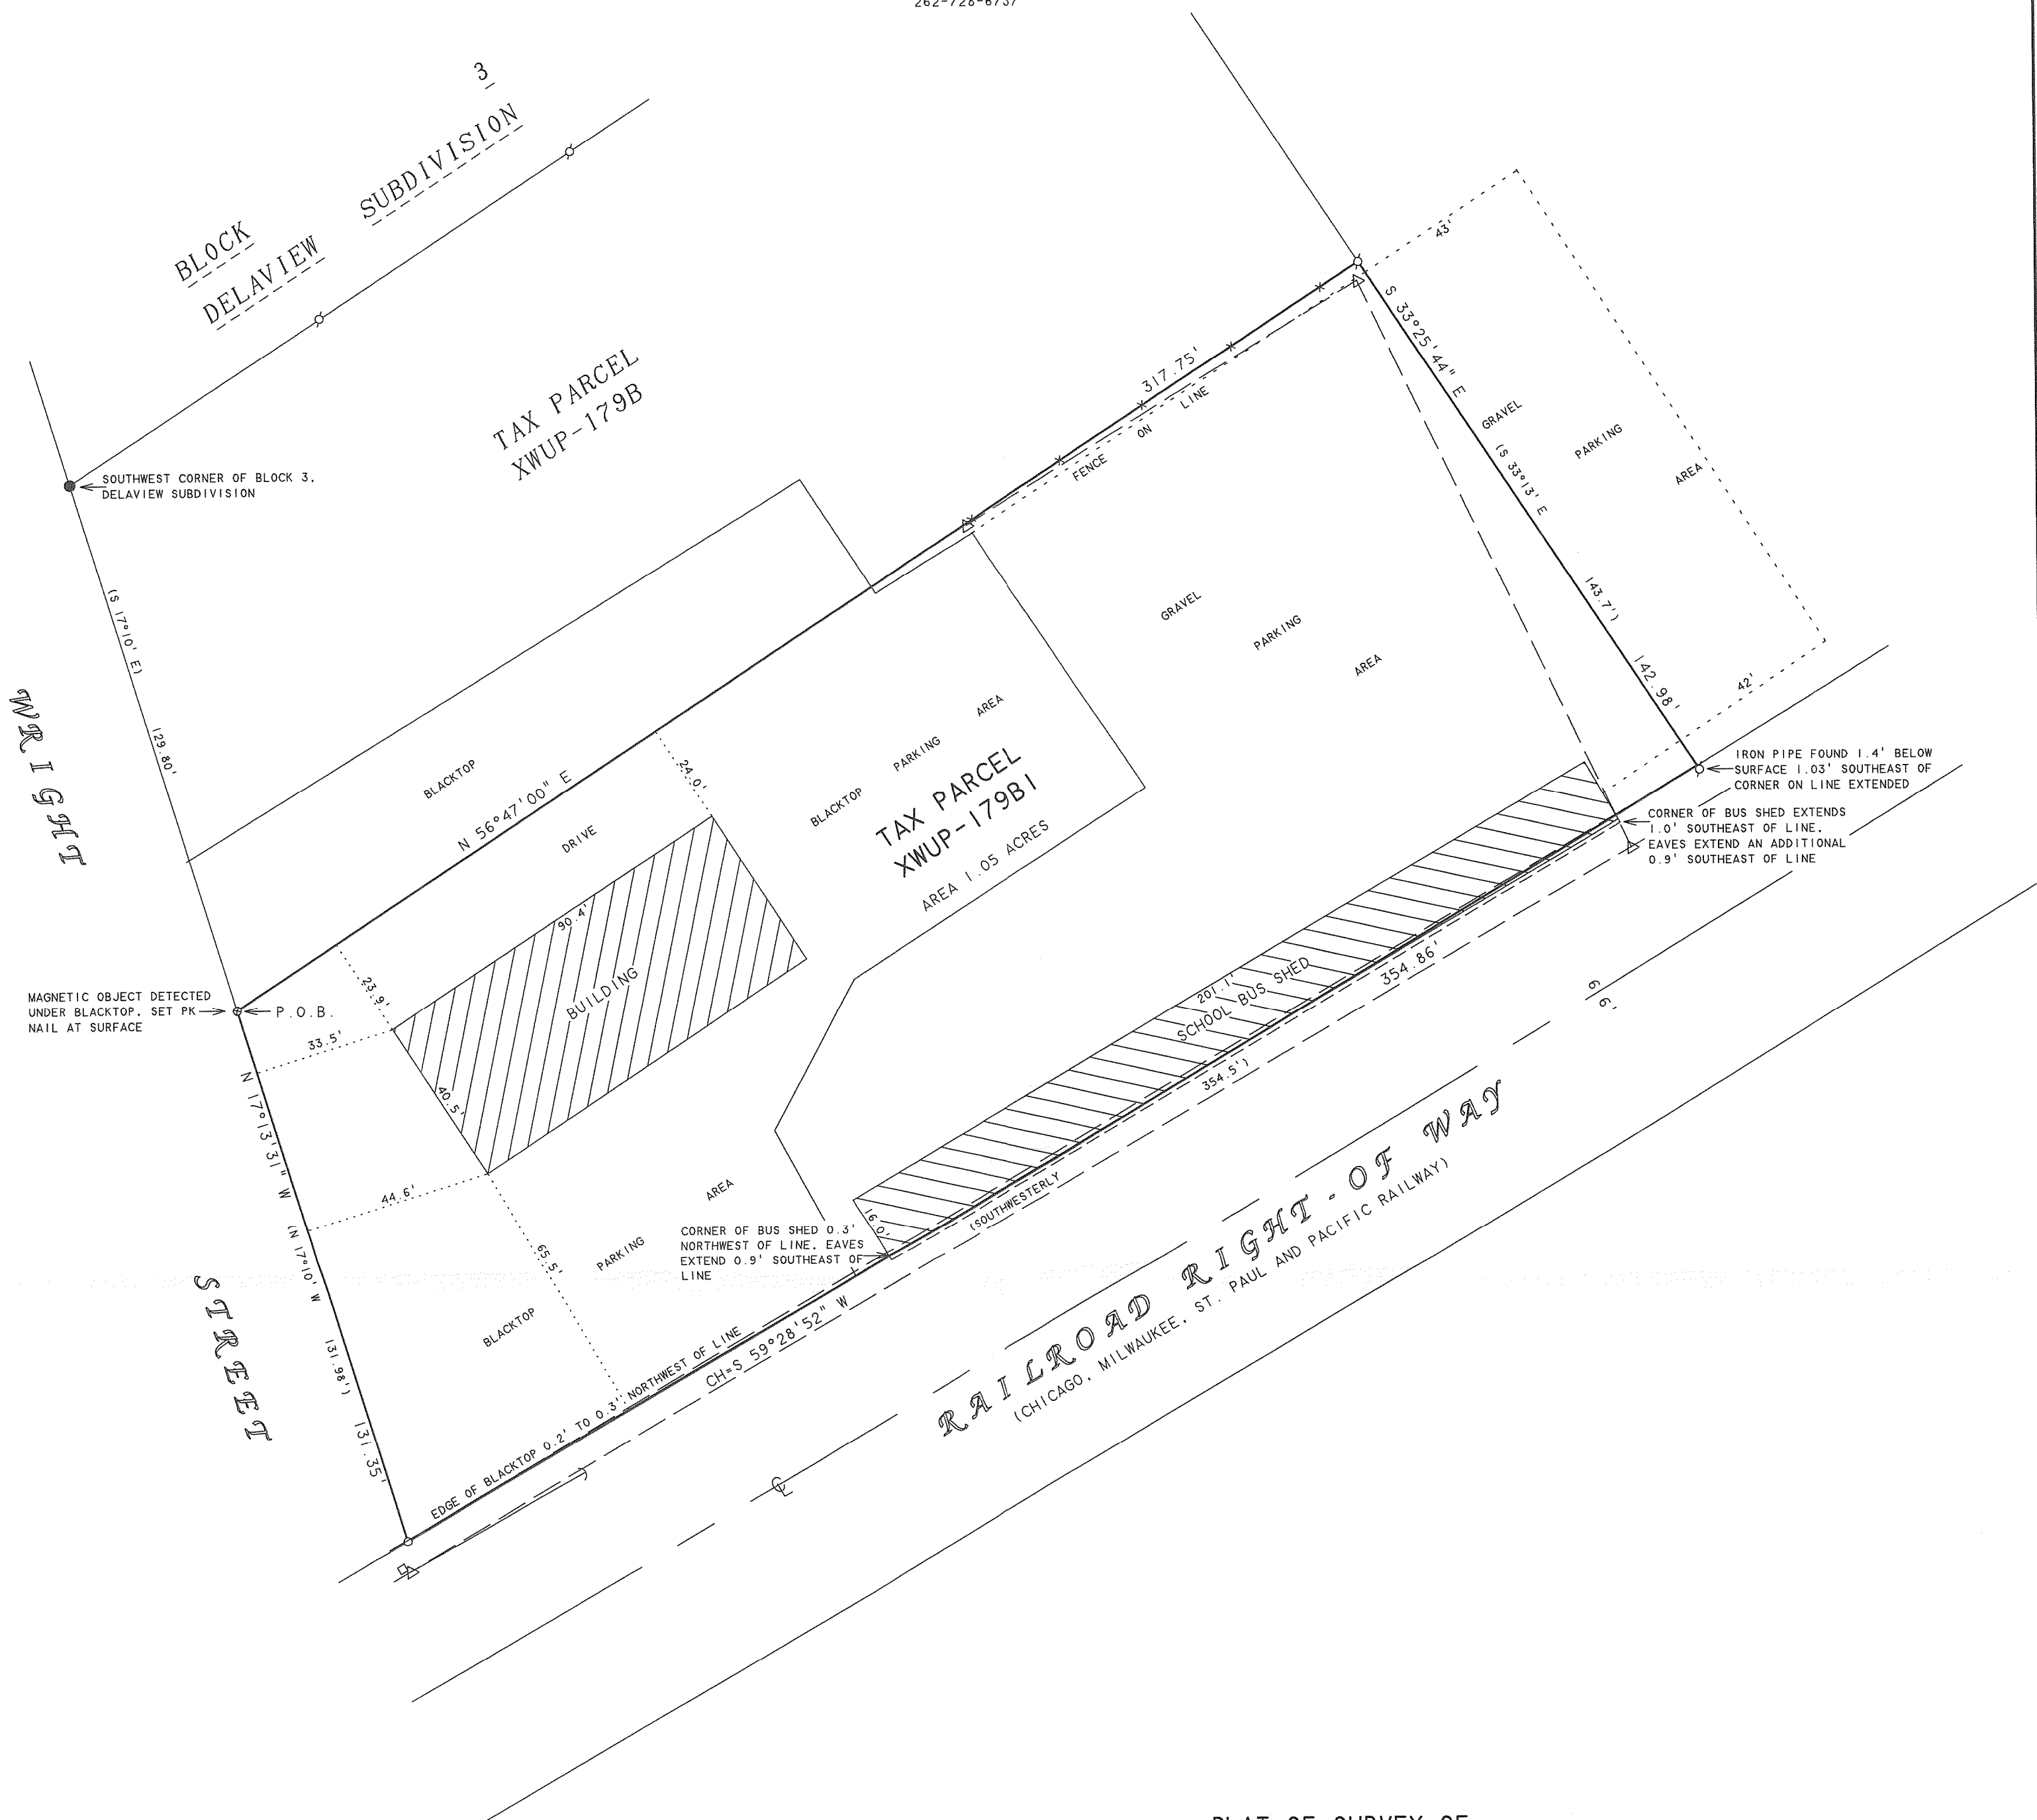 262-728-6737
BLOCK 3
DELAVIEW SUBDIVISION
TAX PARCEL
XWUP-179B
SOUTHWEST CORNER OF BLOCK 3,
DELAVIEW SUBDIVISION
(S 17°10' E)
129.80'
WRIGHT
STREET
MAGNETIC OBJECT DETECTED
UNDER BLACKTOP. SET PK
NAIL AT SURFACE
P.O.B.
N 56°47'00" E
317.75'
FENCE ON LINE
43'
S 33°25'44" E
(S 33°13' E
143.7')
142.98'
GRAVEL PARKING AREA
42'
IRON PIPE FOUND 1.4' BELOW
SURFACE 1.03' SOUTHEAST OF
CORNER ON LINE EXTENDED
CORNER OF BUS SHED EXTENDS
1.0' SOUTHEAST OF LINE.
EAVES EXTEND AN ADDITIONAL
0.9' SOUTHEAST OF LINE
GRAVEL PARKING AREA
BLACKTOP
DRIVE
24.0'
BLACKTOP PARKING AREA
TAX PARCEL
XWUP-179B1
AREA 1.05 ACRES
90.4'
BUILDING
23.9'
33.5'
40.5'
44.6'
65.5'
N 17°13'31" W
(N 17°10' W
131.98')
131.35'
BLACKTOP PARKING AREA
CORNER OF BUS SHED 0.3'
NORTHWEST OF LINE. EAVES
EXTEND 0.9' SOUTHEAST OF
LINE
16.0'
201.1'
SCHOOL BUS SHED
354.86'
354.5')
(SOUTHWESTERLY
CH=S 59°28'52" W
EDGE OF BLACKTOP 0.2' TO 0.3' NORTHWEST OF LINE
66'
RAILROAD RIGHT-OF WAY
(CHICAGO, MILWAUKEE, ST. PAUL AND PACIFIC RAILWAY)
PLAT OF SURVEY OF